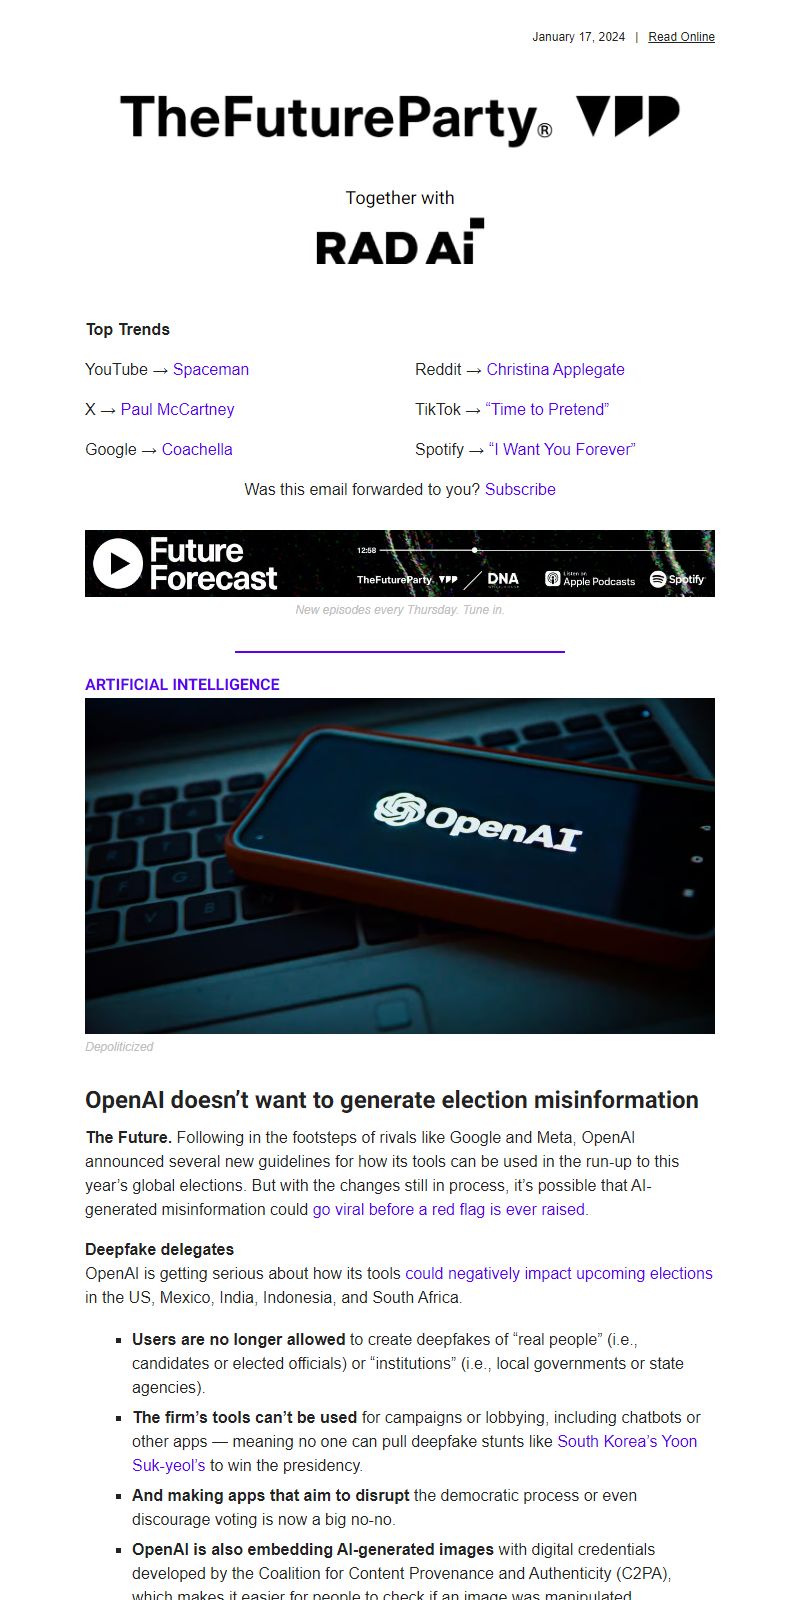 January 17, 2024 | Read Online
TheFutureParty®
Together with
RAD Ai
Top Trends
YouTube → Spaceman
Reddit → Christina Applegate
X → Paul McCartney
TikTok → “Time to Pretend”
Google → Coachella
Spotify → “I Want You Forever”
Was this email forwarded to you? Subscribe
Future
Forecast
12:58
TheFutureParty.
DNA
Listen on
Apple Podcasts
Spotify
New episodes every Thursday. Tune in.
ARTIFICIAL INTELLIGENCE
OpenAI
Depoliticized
OpenAI doesn’t want to generate election misinformation
The Future. Following in the footsteps of rivals like Google and Meta, OpenAI
announced several new guidelines for how its tools can be used in the run-up to this
year’s global elections. But with the changes still in process, it’s possible that AI-
generated misinformation could go viral before a red flag is ever raised.
Deepfake delegates
OpenAI is getting serious about how its tools could negatively impact upcoming elections
in the US, Mexico, India, Indonesia, and South Africa.
▪ Users are no longer allowed to create deepfakes of “real people” (i.e.,
candidates or elected officials) or “institutions” (i.e., local governments or state
agencies).
▪ The firm’s tools can’t be used for campaigns or lobbying, including chatbots or
other apps — meaning no one can pull deepfake stunts like South Korea’s Yoon
Suk-yeol’s to win the presidency.
▪ And making apps that aim to disrupt the democratic process or even
discourage voting is now a big no-no.
▪ OpenAI is also embedding AI-generated images with digital credentials
developed by the Coalition for Content Provenance and Authenticity (C2PA),
which makes it easier for people to check if an image was manipulated